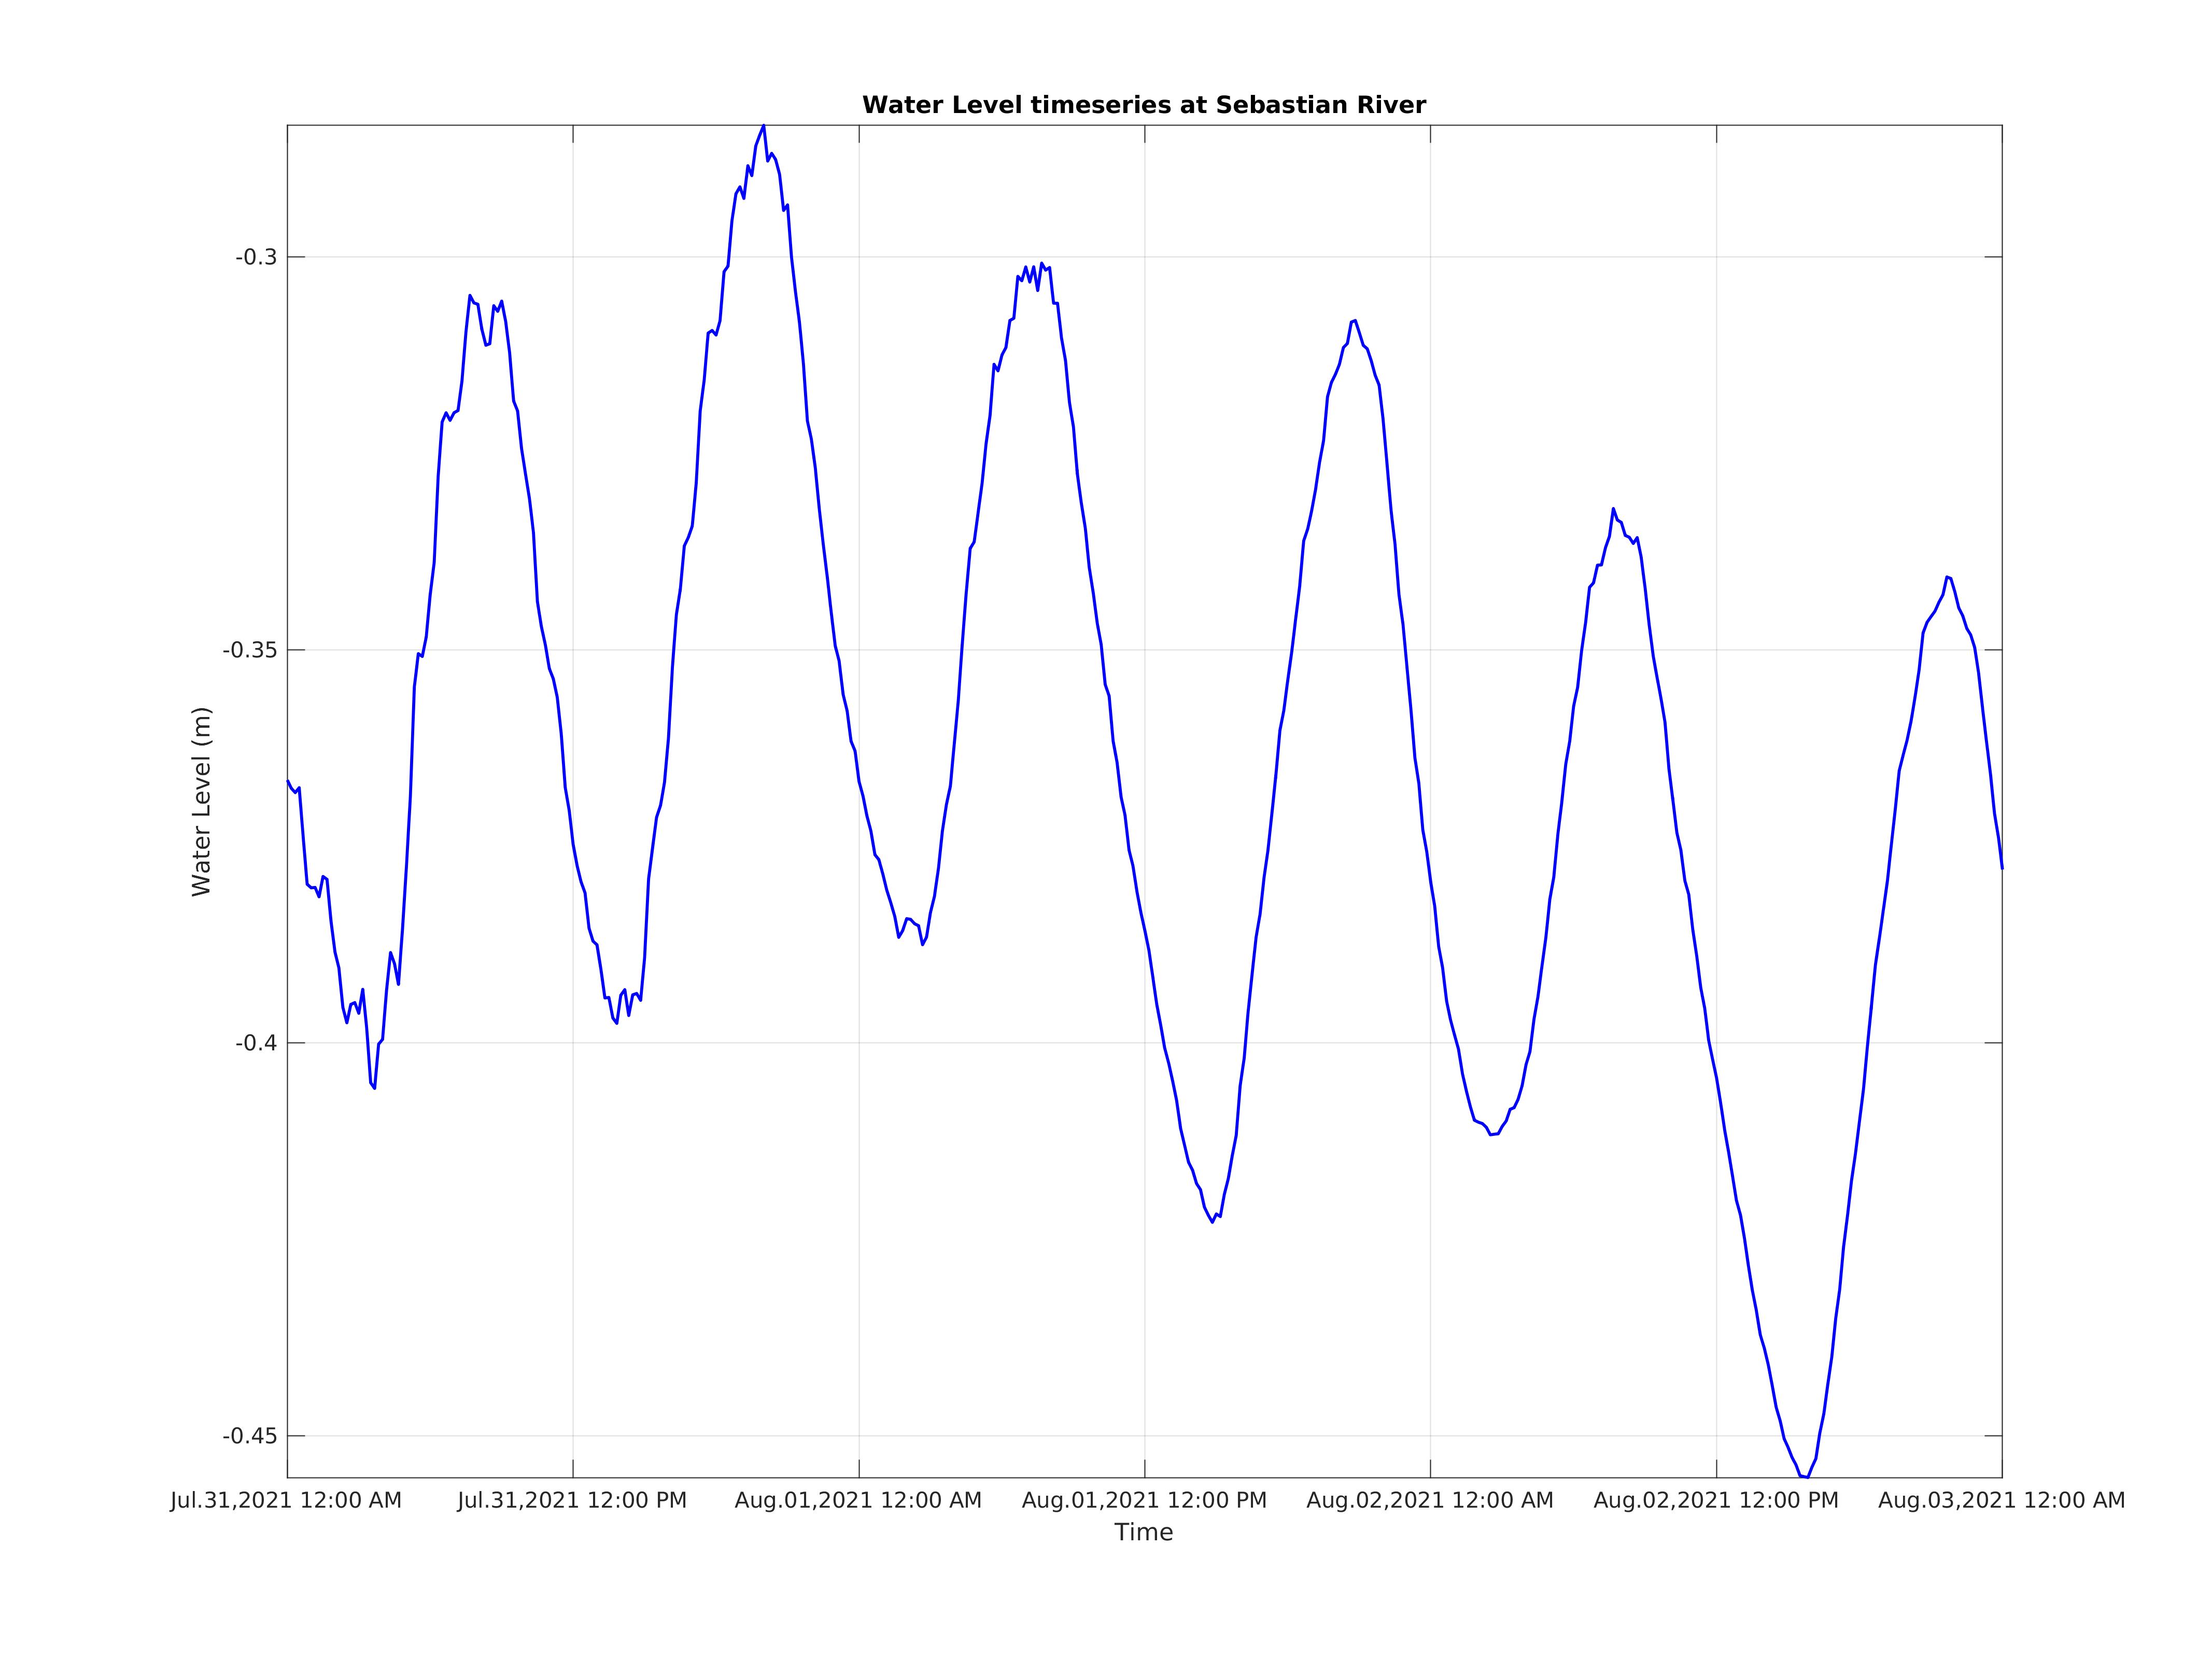 Water Level timeseries at Sebastian River
-0.3
-0.35
-0.4
-0.45
Water Level (m)
Jul.31,2021 12:00 AM
Jul.31,2021 12:00 PM
Aug.01,2021 12:00 AM
Aug.01,2021 12:00 PM
Aug.02,2021 12:00 AM
Aug.02,2021 12:00 PM
Aug.03,2021 12:00 AM
Time